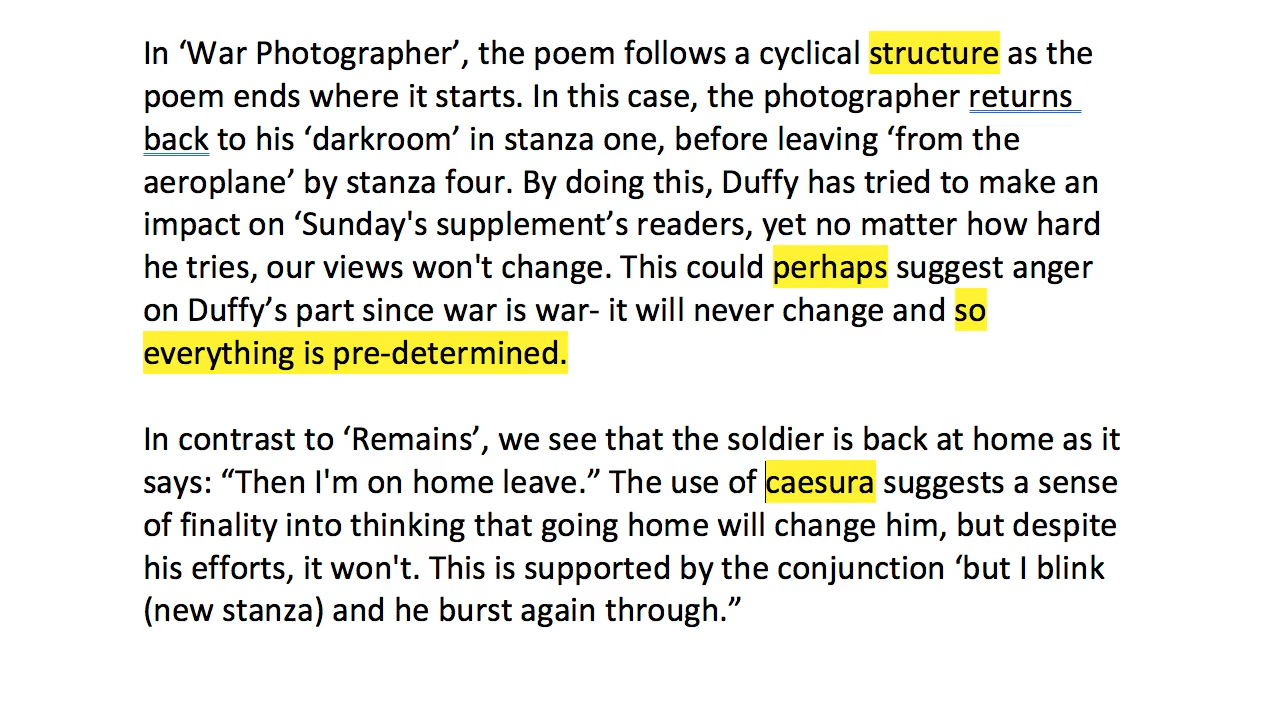 In ‘War Photographer’, the poem follows a cyclical structure as the
poem ends where it starts. In this case, the photographer returns
back to his ‘darkroom’ in stanza one, before leaving ‘from the
aeroplane’ by stanza four. By doing this, Duffy has tried to make an
impact on ‘Sunday's supplement’s readers, yet no matter how hard
he tries, our views won't change. This could perhaps suggest anger
on Duffy’s part since war is war- it will never change and so
everything is pre-determined.
In contrast to ‘Remains’, we see that the soldier is back at home as it
says: “Then I'm on home leave.” The use of caesura suggests a sense
of finality into thinking that going home will change him, but despite
his efforts, it won't. This is supported by the conjunction ‘but I blink
(new stanza) and he burst again through.”